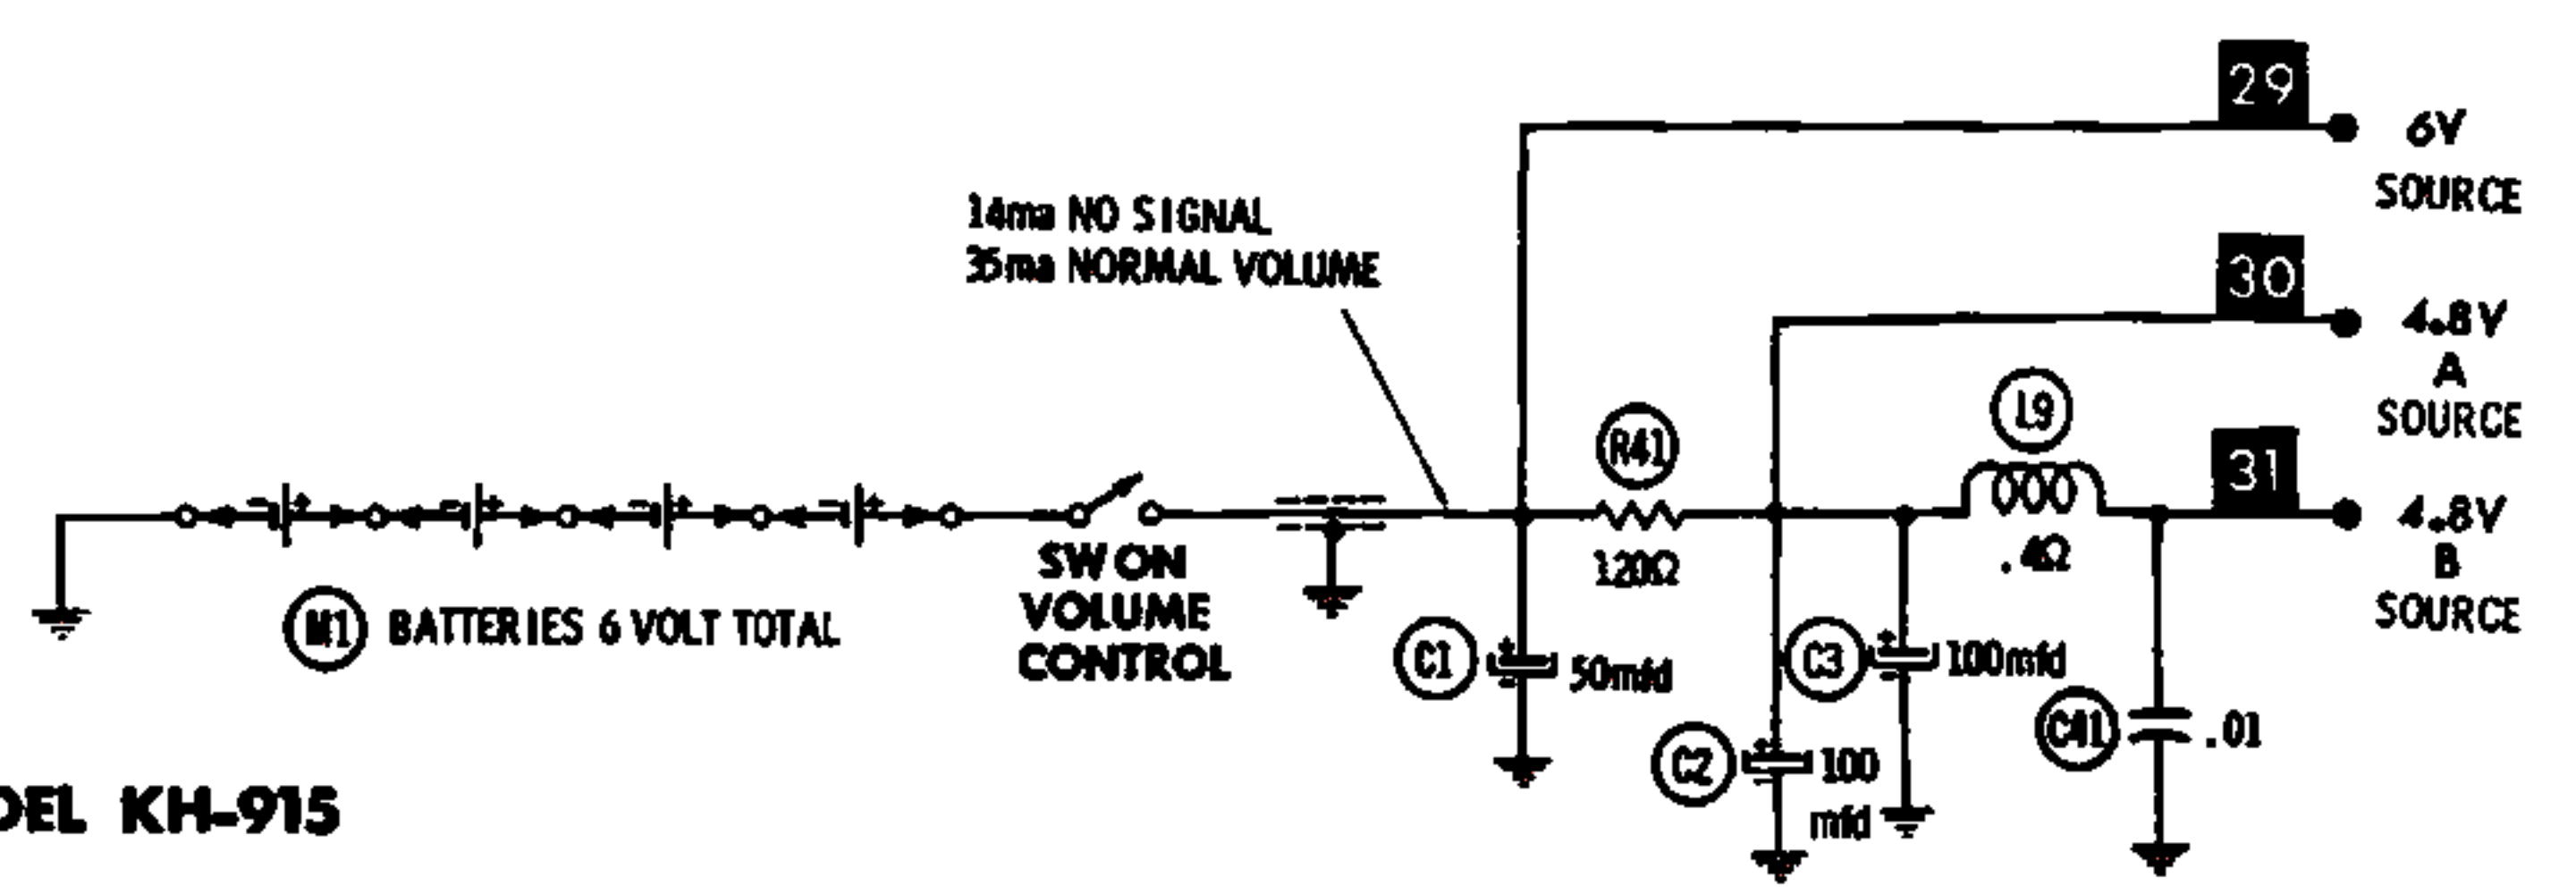 29
6V
SOURCE
14ma NO SIGNAL
35ma NORMAL VOLUME
30
4.8V
A
SOURCE
L9
R41
31
4.8V
B
SOURCE
120Ω
.4Ω
SW ON
VOLUME
CONTROL
M1 BATTERIES 6 VOLT TOTAL
- + - + - + - +
C1 + - 50mfd
C3 + - 100mfd
C2 + - 100
mfd
C41 .01
DEL KH-915